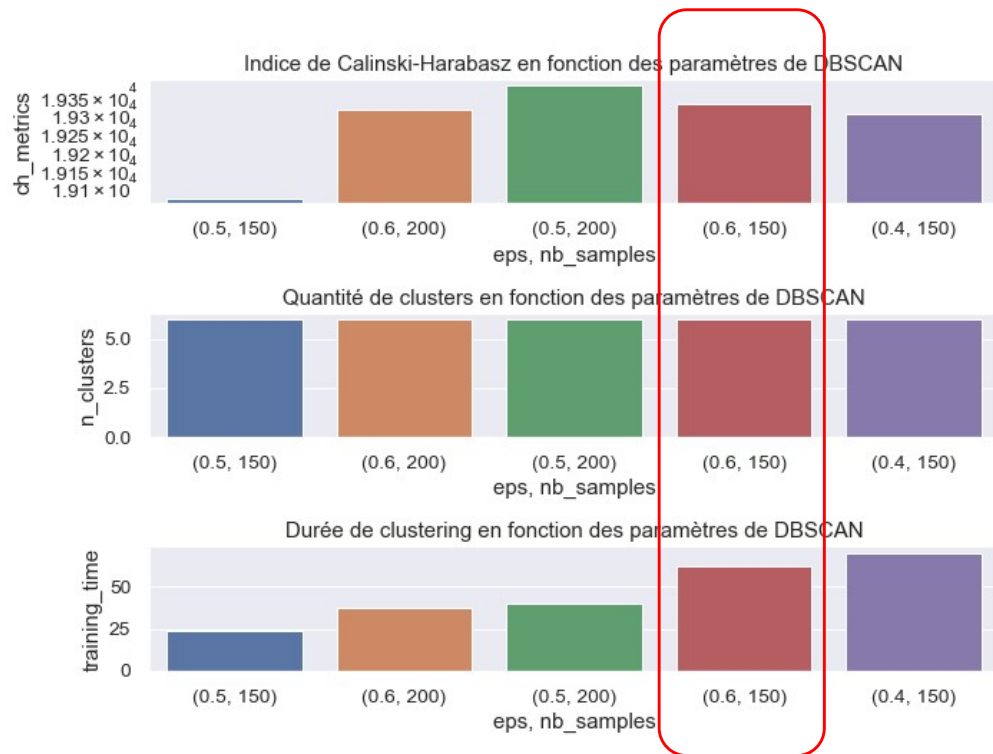 Indice de Calinski-Harabasz en fonction des paramètres de DBSCAN
ch_metrics
1.935 × 10⁴
1.93 × 10⁴
1.925 × 10⁴
1.92 × 10⁴
1.915 × 10⁴
1.91 × 10⁴
(0.5, 150) (0.6, 200) (0.5, 200) (0.6, 150) (0.4, 150)
eps, nb_samples
Quantité de clusters en fonction des paramètres de DBSCAN
n_clusters
5.0
2.5
0.0
(0.5, 150) (0.6, 200) (0.5, 200) (0.6, 150) (0.4, 150)
eps, nb_samples
Durée de clustering en fonction des paramètres de DBSCAN
training_time
50
25
0
(0.5, 150) (0.6, 200) (0.5, 200) (0.6, 150) (0.4, 150)
eps, nb_samples